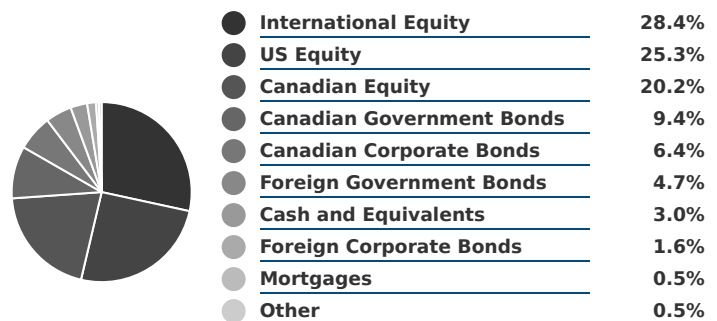 International Equity 28.4%
US Equity 25.3%
Canadian Equity 20.2%
Canadian Government Bonds 9.4%
Canadian Corporate Bonds 6.4%
Foreign Government Bonds 4.7%
Cash and Equivalents 3.0%
Foreign Corporate Bonds 1.6%
Mortgages 0.5%
Other 0.5%